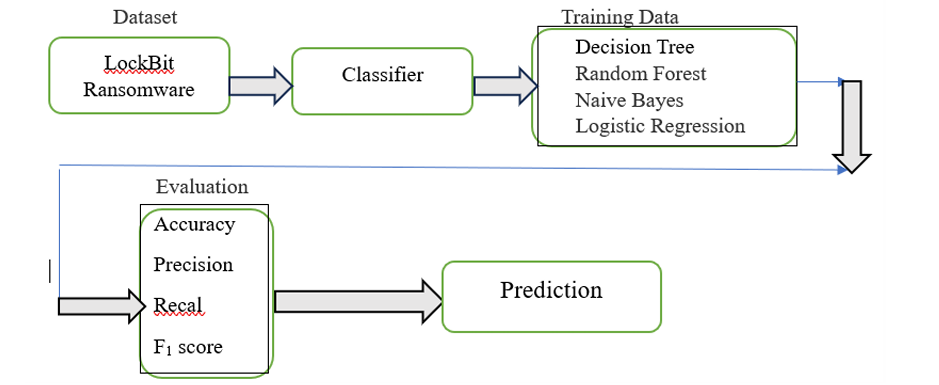 Dataset
LockBit
Ransomware
Classifier
Training Data
Decision Tree
Random Forest
Naive Bayes
Logistic Regression
Evaluation
Accuracy
Precision
Recal
F₁ score
Prediction